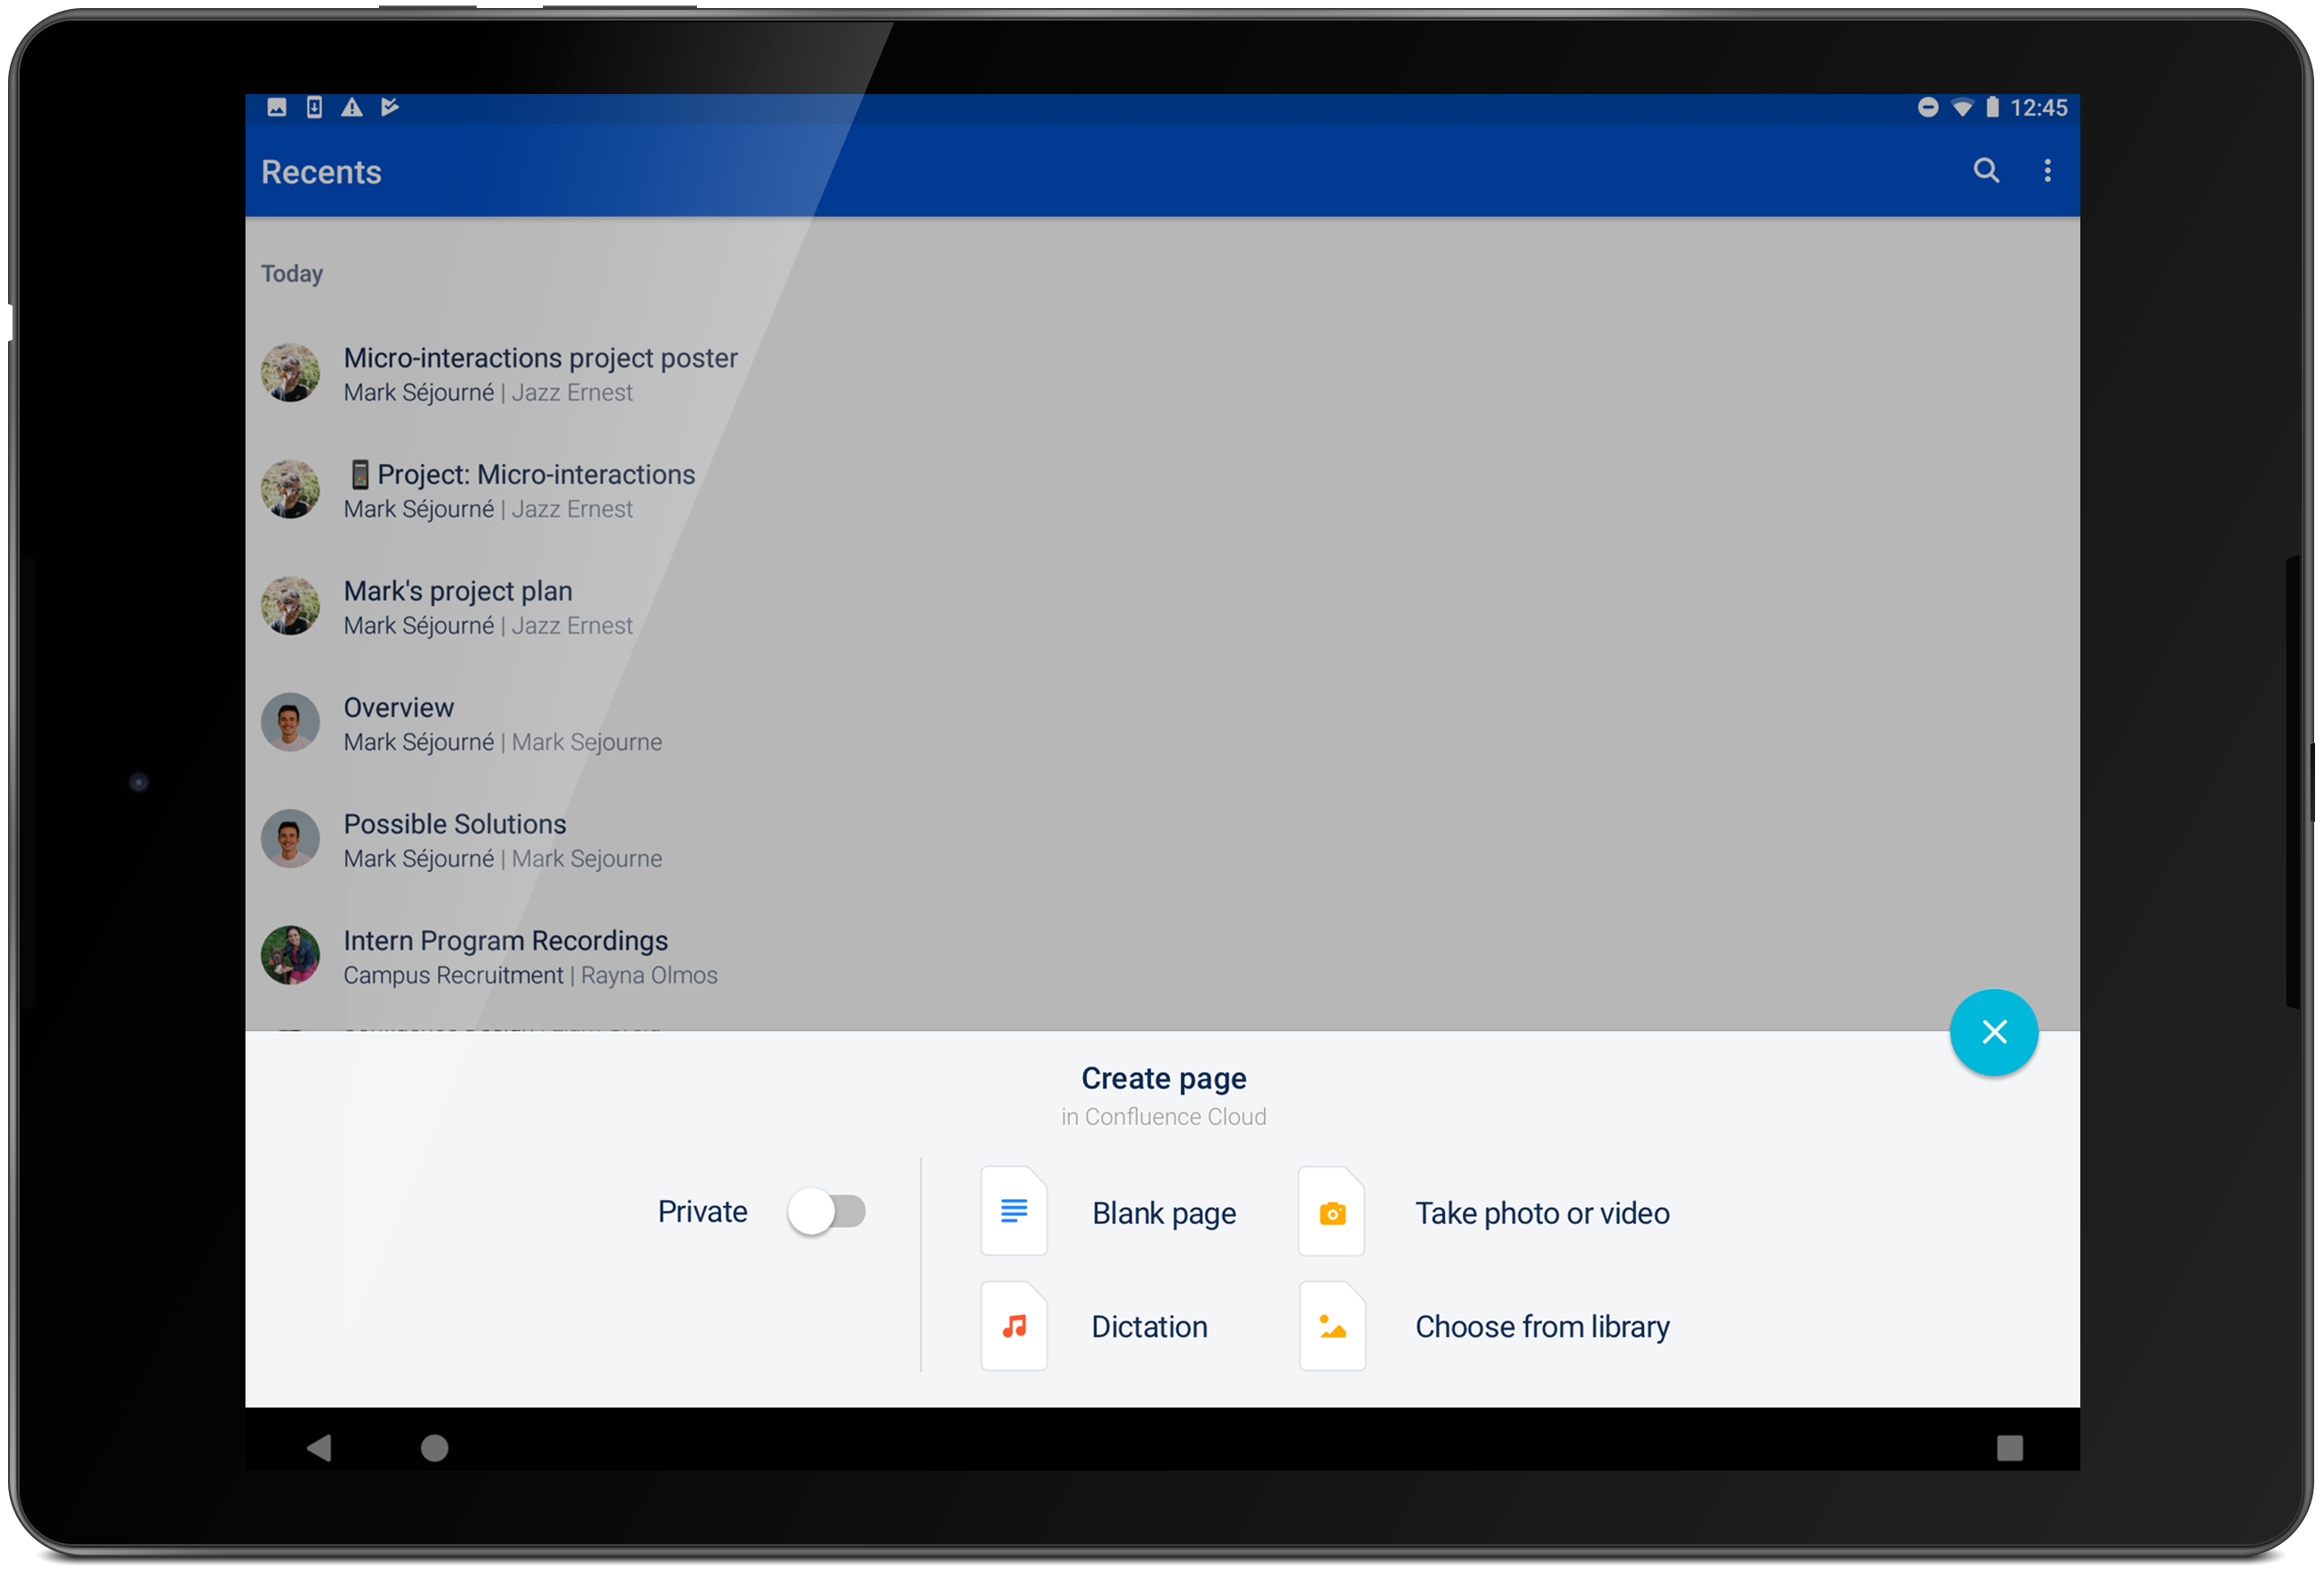 12:45
Recents
Today
Micro-interactions project poster
Mark Séjourné | Jazz Ernest
Project: Micro-interactions
Mark Séjourné | Jazz Ernest
Mark's project plan
Mark Séjourné | Jazz Ernest
Overview
Mark Séjourné | Mark Sejourne
Possible Solutions
Mark Séjourné | Mark Sejourne
Intern Program Recordings
Campus Recruitment | Rayna Olmos
Create page
in Confluence Cloud
Private
Blank page
Take photo or video
Dictation
Choose from library